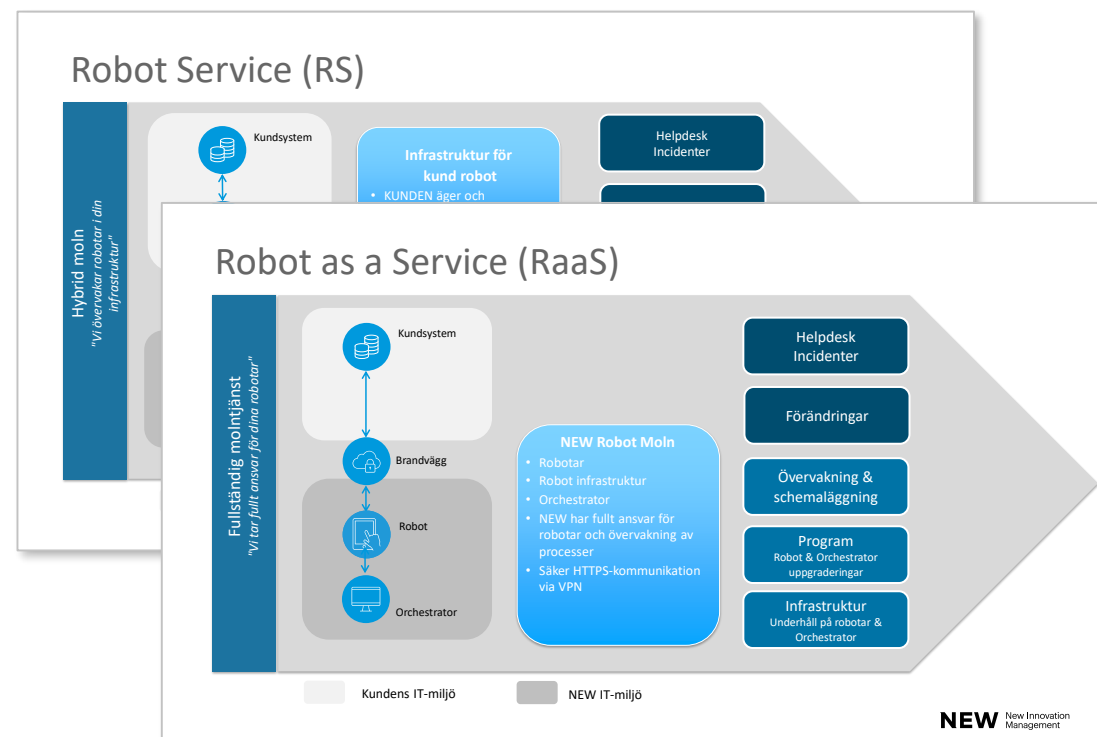 Robot Service (RS)
Hybrid moln
"Vi övervakar robotar i din
infrastruktur"
Kundsystem
Infrastruktur för
kund robot
• KUNDEN äger och
Helpdesk
Incidenter
Robot as a Service (RaaS)
Fullständig molntjänst
"Vi tar fullt ansvar för dina robotar"
Kundsystem
Brandvägg
Robot
Orchestrator
NEW Robot Moln
• Robotar
• Robot infrastruktur
• Orchestrator
• NEW har fullt ansvar för
robotar och övervakning av
processer
• Säker HTTPS-kommunikation
via VPN
Helpdesk
Incidenter
Förändringar
Övervakning &
schemaläggning
Program
Robot & Orchestrator
uppgraderingar
Infrastruktur
Underhåll på robotar &
Orchestrator
Kundens IT-miljö
NEW IT-miljö
NEW New Innovation
Management